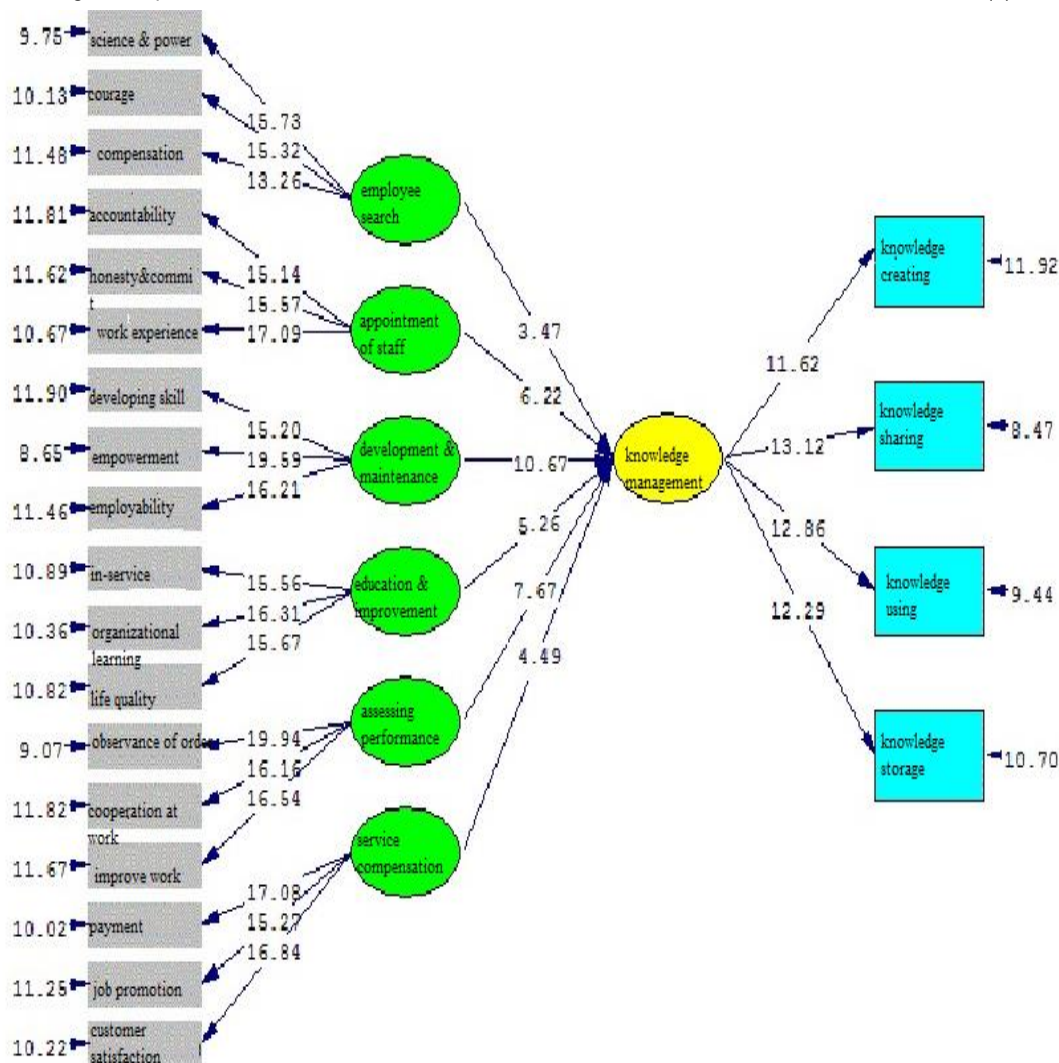 9.75
science & power
10.13
courage
11.48
compensation
11.81
accountability
11.62
honesty&commi
t
10.67
work experience
11.90
developing skill
8.65
empowerment
11.46
employability
10.89
in-service
10.36
organizational
learning
10.82
life quality
9.07
observance of orde
11.82
cooperation at
work
11.67
improve work
10.02
payment
11.25
job promotion
10.22
customer
satisfaction
15.73
15.32
13.26
15.14
15.57
17.09
15.20
19.59
16.21
15.56
16.31
15.67
19.94
16.16
16.54
17.08
15.27
16.84
employee
search
appointment
of staff
development &
maintenance
education &
improvement
assessing
performance
service
compensation
3.47
6.22
10.67
5.26
7.67
4.49
knowledge
management
11.62
13.12
12.86
12.29
knowledge
creating
11.92
knowledge
sharing
8.47
knowledge
using
9.44
knowledge
storage
10.70